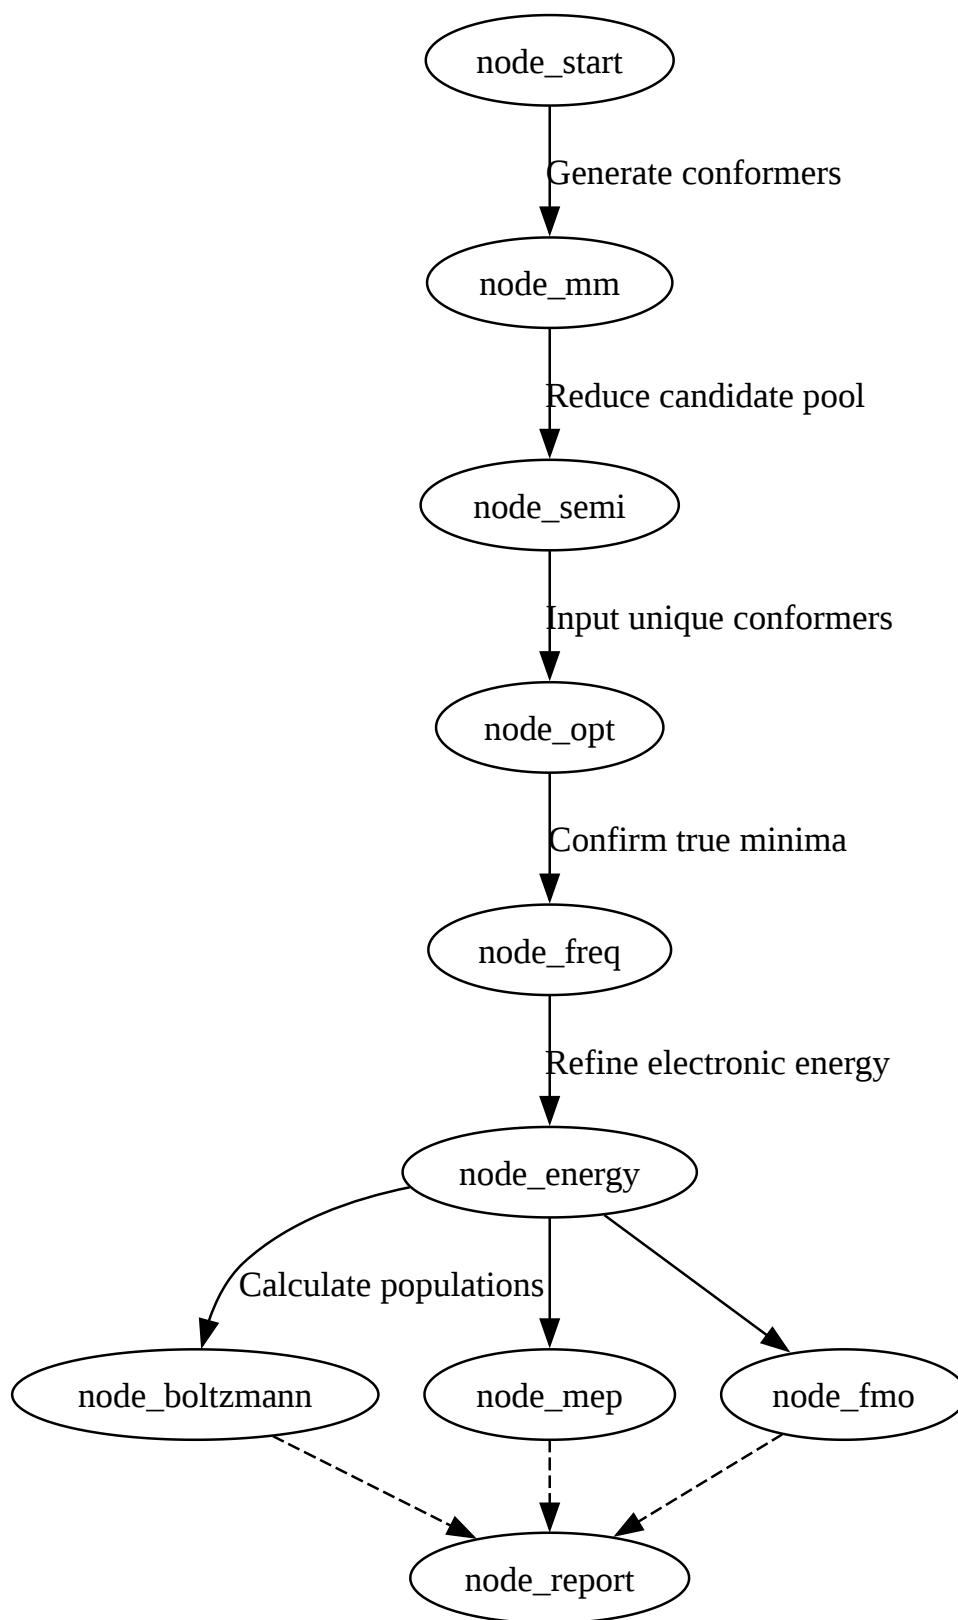 node_start
Generate conformers
node_mm
Reduce candidate pool
node_semi
Input unique conformers
node_opt
Confirm true minima
node_freq
Refine electronic energy
node_energy
Calculate populations
node_boltzmann
node_mep
node_fmo
node_report